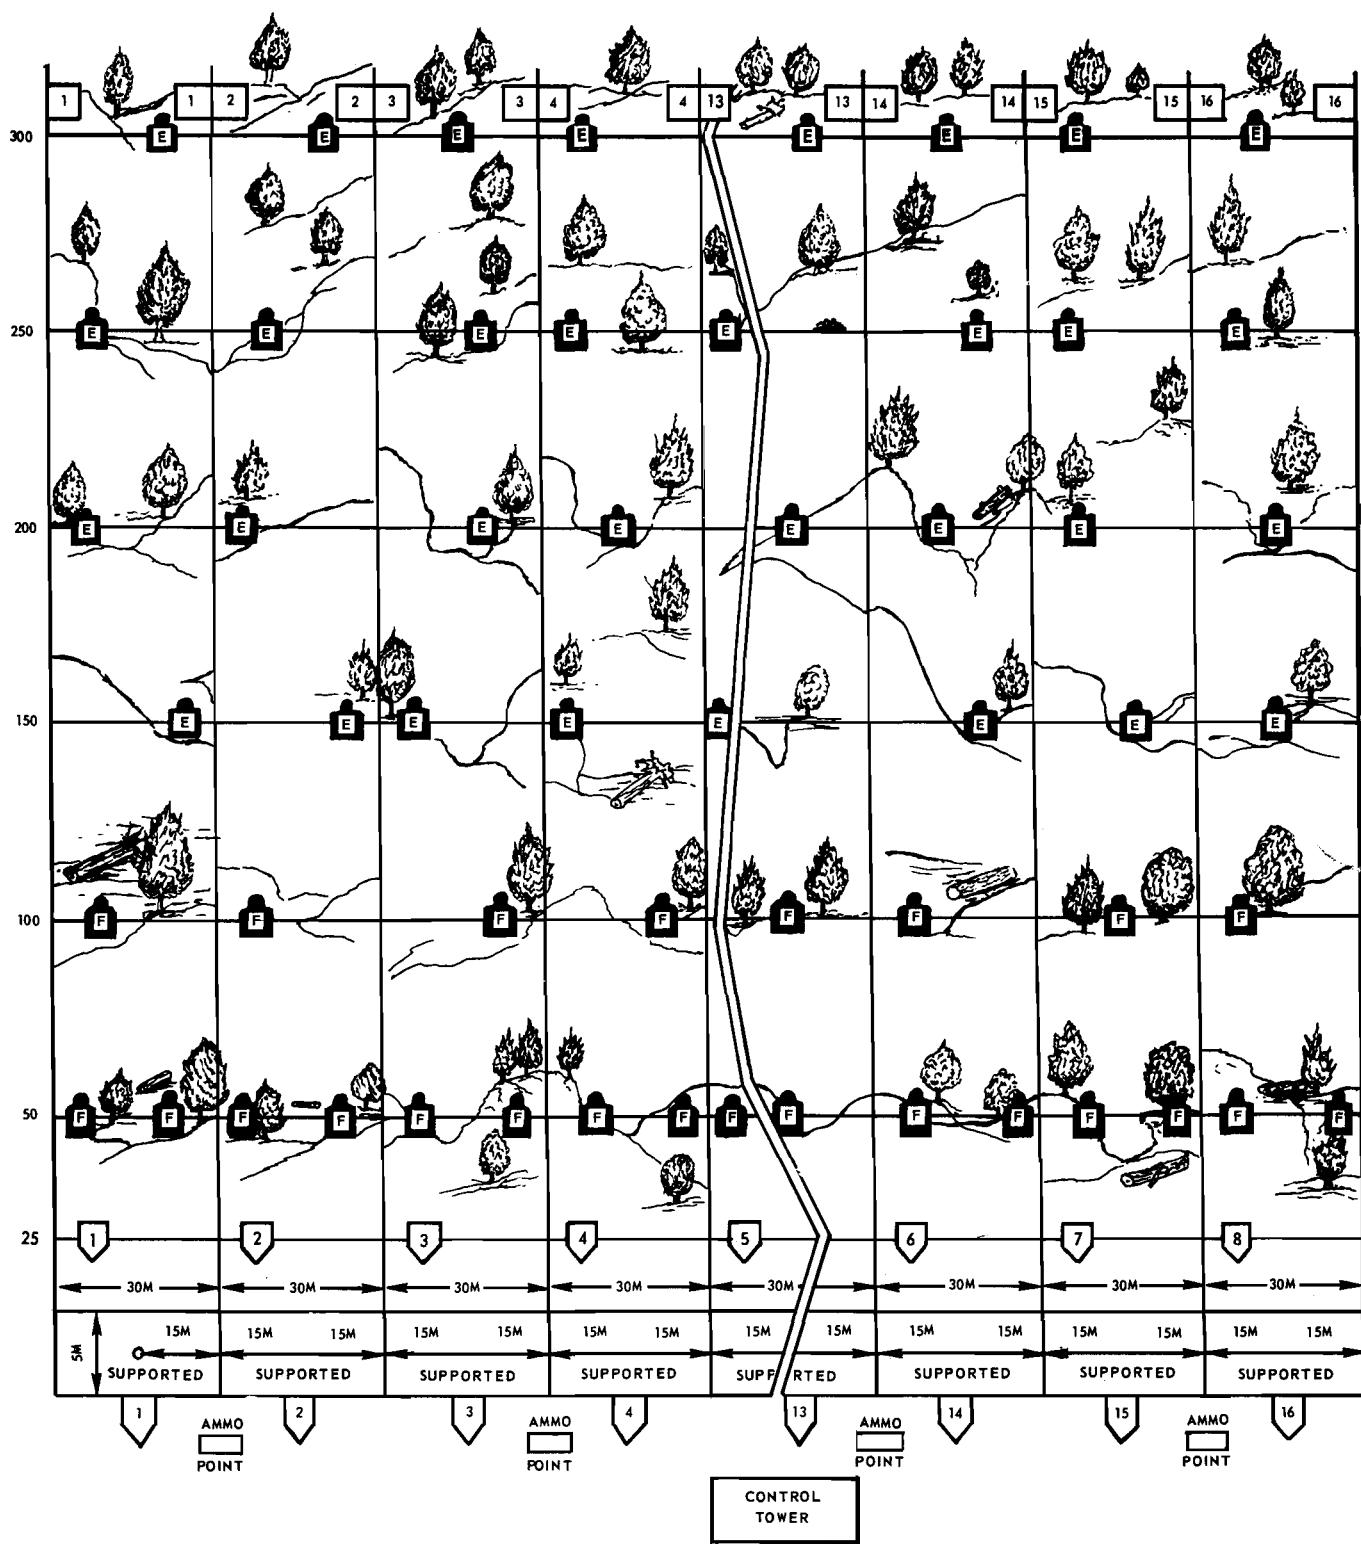 1 1 2 2 3 3 4 4 13 13 14 14 15 15 16 16
300 E E E E E E E E
250 E E E E E E E E
200 E E E E E E E E
150 E E E E E E E E
100 F F F F F F F F
50 F F F F F F F F F F F F F F F F
25 1 2 3 4 5 6 7 8
30M 30M 30M 30M 30M 30M 30M 30M
5M 15M 15M 15M 15M 15M 15M 15M 15M 15M 15M 15M 15M 15M 15M 15M
SUPPORTED SUPPORTED SUPPORTED SUPPORTED SUPP RTED SUPPORTED SUPPORTED SUPPORTED
1 2 3 4 13 14 15 16
AMMO AMMO AMMO AMMO
POINT POINT POINT POINT
CONTROL
TOWER